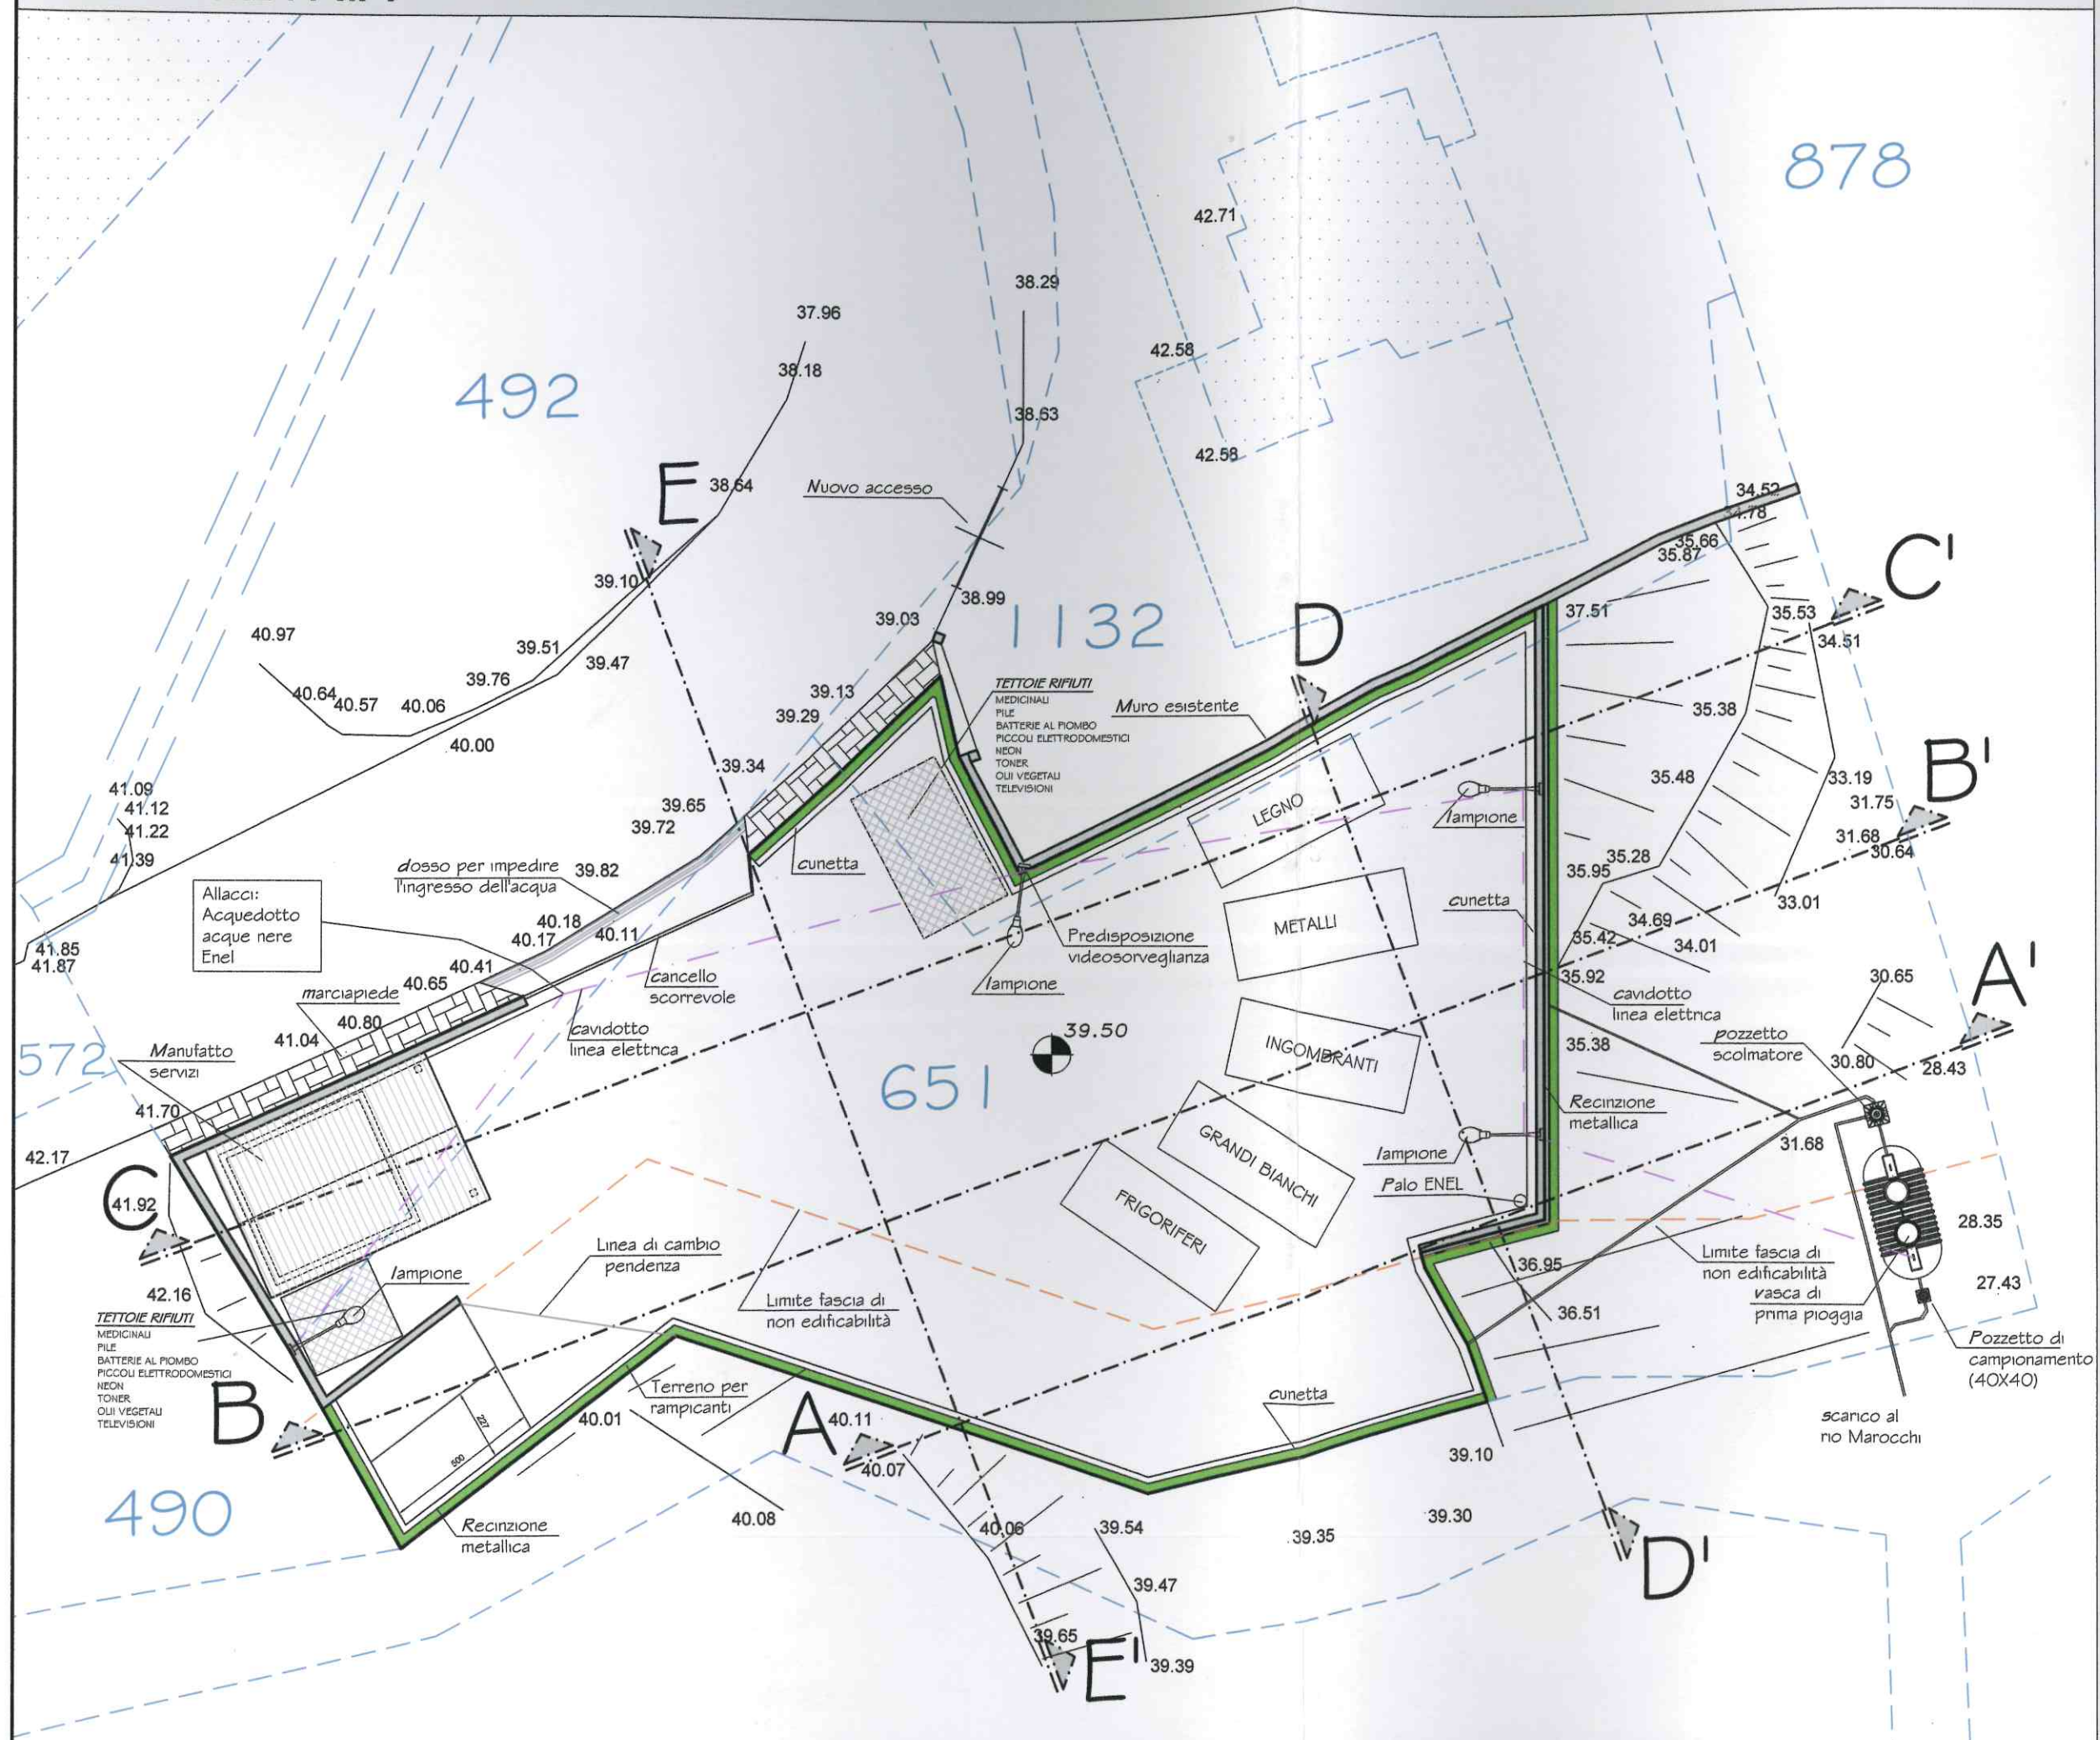 878
42.71
38.29
37.96
42.58
38.18
492
38.63
42.58
E
38.64
Nuovo accesso
34.52
34.78
35.66
35.87
C'
39.10
38.99
39.03
1132
D
37.51
35.53
34.51
40.97
39.51
39.47
39.76
40.64
40.57
40.06
40.00
39.13
39.29
TETTOIE RIFIUTI
MEDICINALI
PILE
BATTERIE AL PIOMBO
PICCOLI ELETTRODOMESTICI
NEON
TONER
OLII VEGETALI
TELEVISIONI
Muro esistente
35.38
B'
39.34
41.09
41.12
41.22
41.39
39.65
39.72
LEGNO
lampione
35.48
33.19
31.75
31.68
30.64
dosso per impedire
l'ingresso dell'acqua
39.82
cunetta
35.28
35.95
Allacci:
Acquedotto
acque nere
Enel
40.18
40.17
40.11
METALLI
cunetta
33.01
34.69
35.42
34.01
41.85
41.87
40.41
40.65
cancello
scorrevole
Predisposizione
videosorveglianza
lampione
35.92
30.65
A'
marciapiede
40.80
41.04
cavidotto
linea elettrica
39.50
cavidotto
linea elettrica
pozzetto
scolmatore
572
Manufatto
servizi
651
INGOMBRANTI
35.38
30.80
28.43
41.70
GRANDI BIANCHI
Recinzione
metallica
42.17
lampione
31.68
C
41.92
FRIGORIFERI
Palo ENEL
28.35
Linea di cambio
pendenza
Limite fascia di
non edificabilità
36.95
lampione
42.16
Limite fascia di
non edificabilità
36.51
vasca di
prima pioggia
27.43
TETTOIE RIFIUTI
MEDICINALI
PILE
BATTERIE AL PIOMBO
PICCOLI ELETTRODOMESTICI
NEON
TONER
OLII VEGETALI
TELEVISIONI
Pozzetto di
campionamento
(40X40)
B
227
500
Terreno per
rampicanti
40.01
A
40.11
cunetta
scarico al
rio Marocchi
40.07
39.10
490
Recinzione
metallica
40.08
40.06
39.54
39.35
39.30
D'
39.47
39.65
E'
39.39